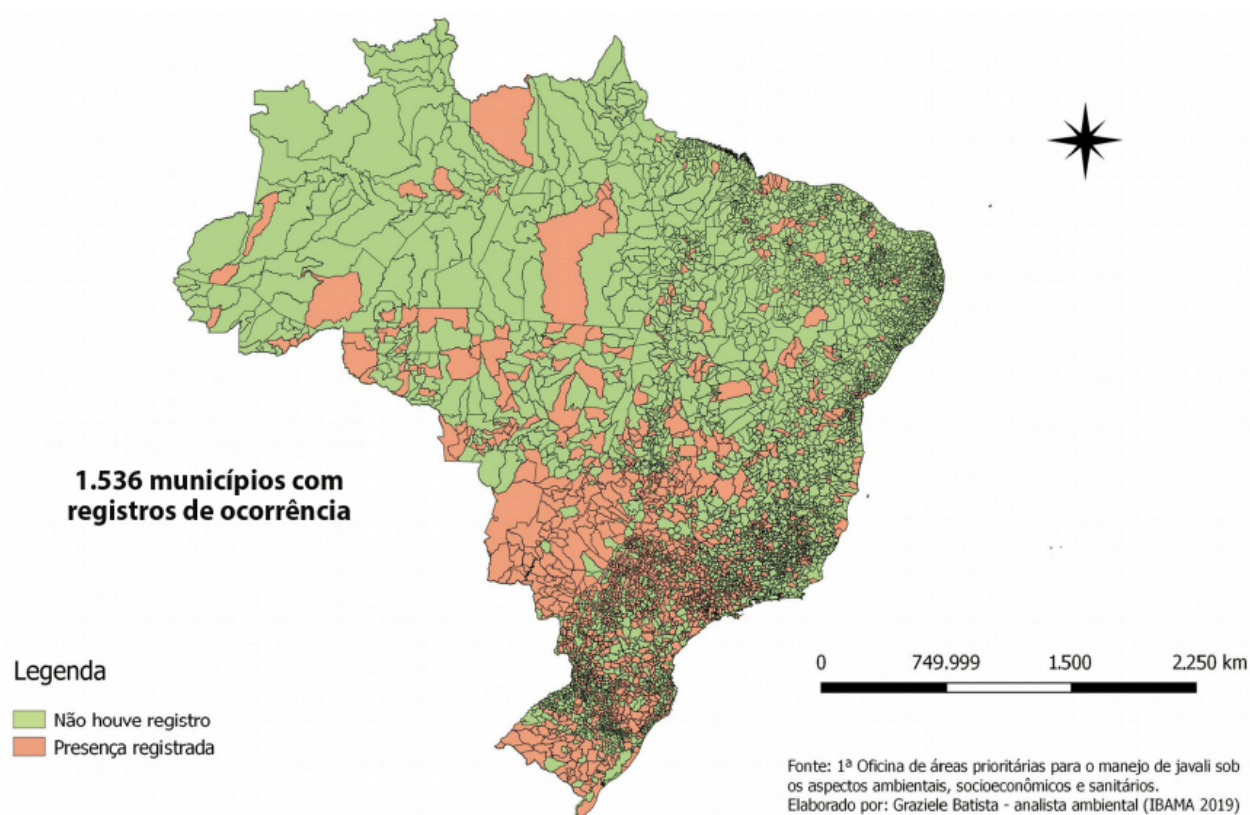 1.536 municípios com
registros de ocorrência
Legenda
Não houve registro
Presença registrada
0 749.999 1.500 2.250 km
Fonte: 1ª Oficina de áreas prioritárias para o manejo de javali sob
os aspectos ambientais, socioeconômicos e sanitários.
Elaborado por: Graziele Batista - analista ambiental (IBAMA 2019)